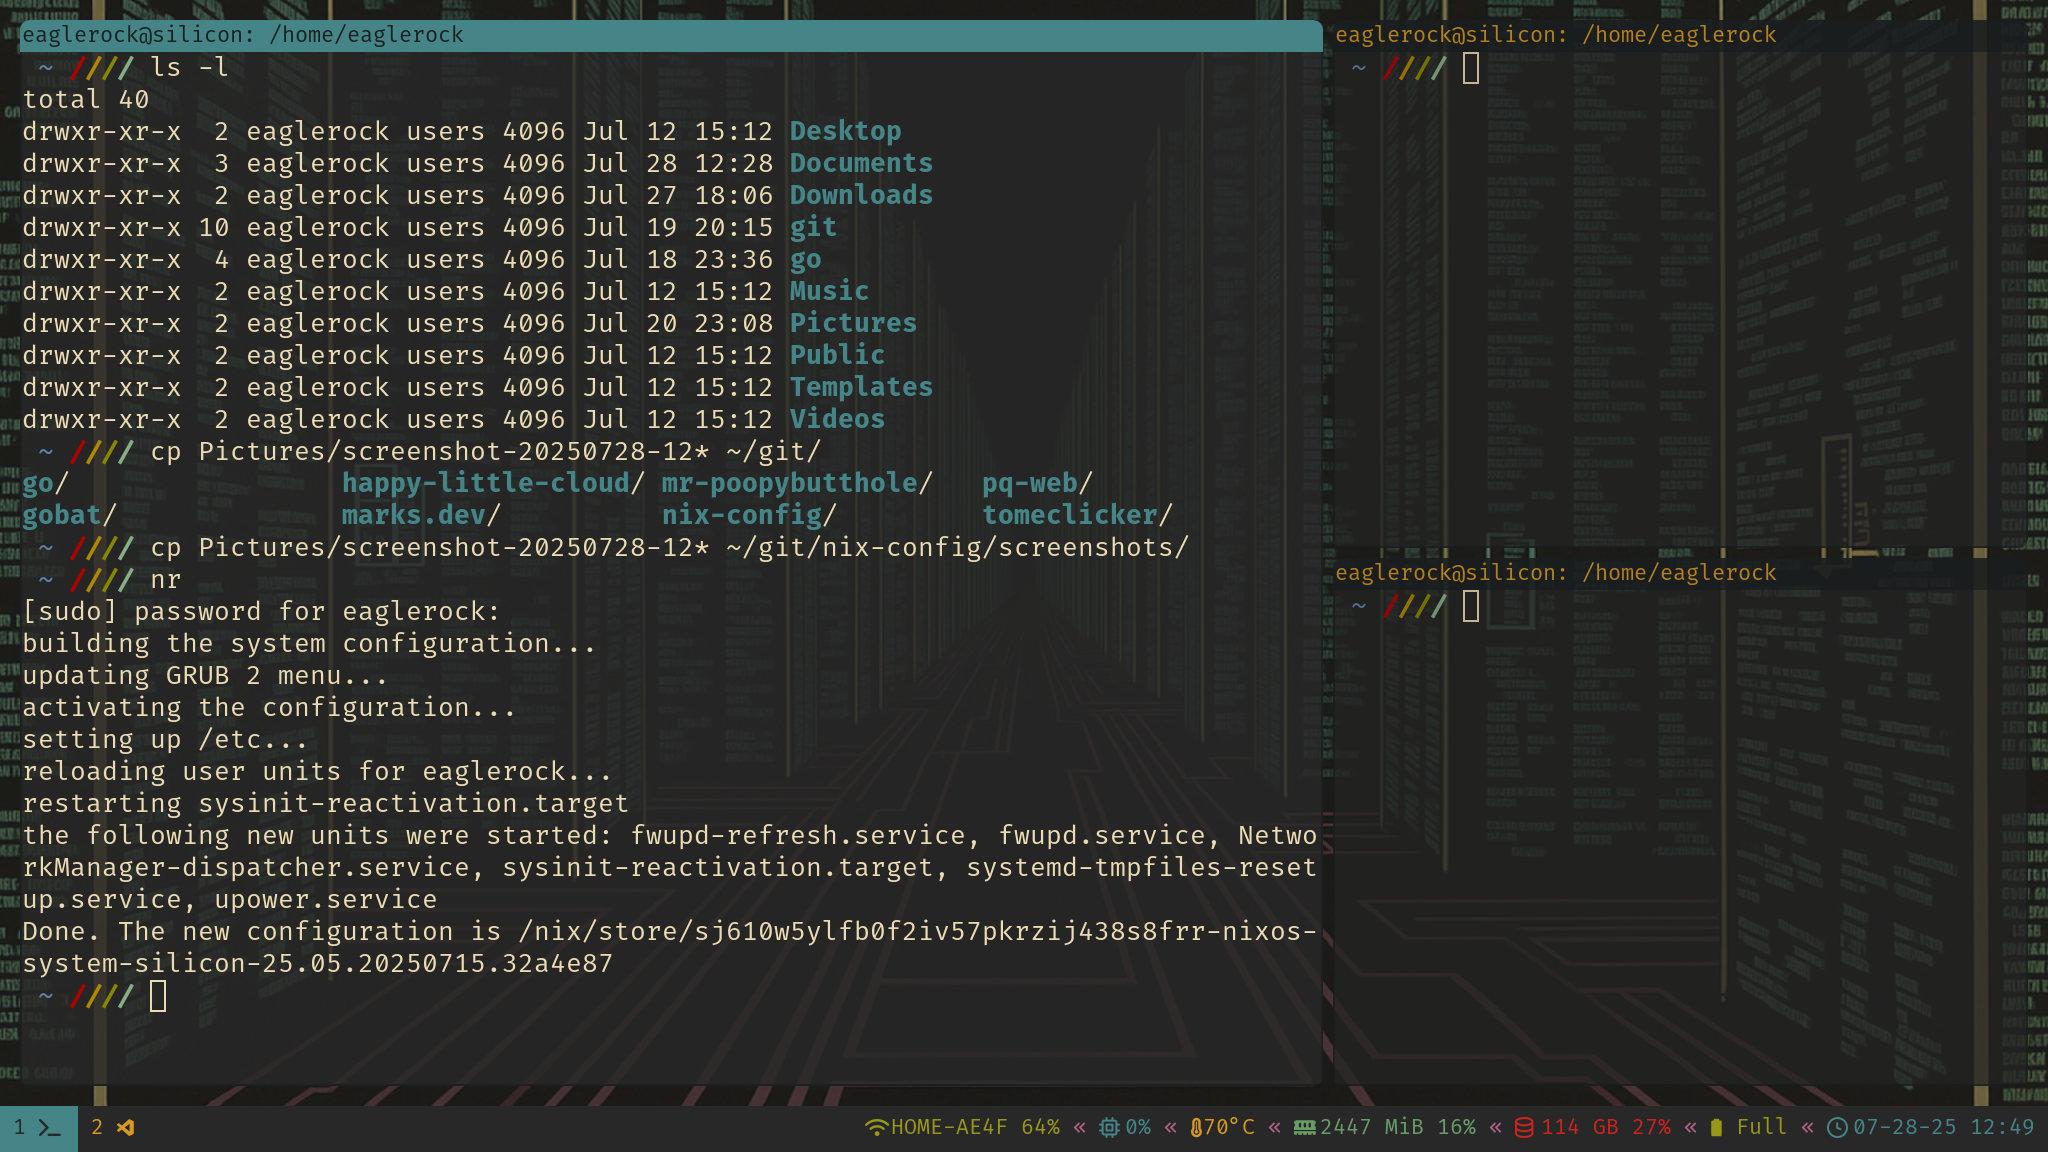 eaglerock@silicon: /home/eaglerock
~ //// ls -l
total 40
drwxr-xr-x  2 eaglerock users 4096 Jul 12 15:12 Desktop
drwxr-xr-x  3 eaglerock users 4096 Jul 28 12:28 Documents
drwxr-xr-x  2 eaglerock users 4096 Jul 27 18:06 Downloads
drwxr-xr-x 10 eaglerock users 4096 Jul 19 20:15 git
drwxr-xr-x  4 eaglerock users 4096 Jul 18 23:36 go
drwxr-xr-x  2 eaglerock users 4096 Jul 12 15:12 Music
drwxr-xr-x  2 eaglerock users 4096 Jul 20 23:08 Pictures
drwxr-xr-x  2 eaglerock users 4096 Jul 12 15:12 Public
drwxr-xr-x  2 eaglerock users 4096 Jul 12 15:12 Templates
drwxr-xr-x  2 eaglerock users 4096 Jul 12 15:12 Videos
~ //// cp Pictures/screenshot-20250728-12* ~/git/
go/ happy-little-cloud/ mr-poopybutthole/ pq-web/
gobat/ marks.dev/ nix-config/ tomeclicker/
~ //// cp Pictures/screenshot-20250728-12* ~/git/nix-config/screenshots/
~ //// nr
[sudo] password for eaglerock:
building the system configuration...
updating GRUB 2 menu...
activating the configuration...
setting up /etc...
reloading user units for eaglerock...
restarting sysinit-reactivation.target
the following new units were started: fwupd-refresh.service, fwupd.service, Netwo
rkManager-dispatcher.service, sysinit-reactivation.target, systemd-tmpfiles-reset
up.service, upower.service
Done. The new configuration is /nix/store/sj610w5ylfb0f2iv57pkrzij438s8frr-nixos-
system-silicon-25.05.20250715.32a4e87
~ ////
eaglerock@silicon: /home/eaglerock
~ ////
eaglerock@silicon: /home/eaglerock
~ ////
1 2 HOME-AE4F 64% « 0% « 70°C « 2447 MiB 16% « 114 GB 27% « Full « 07-28-25 12:49